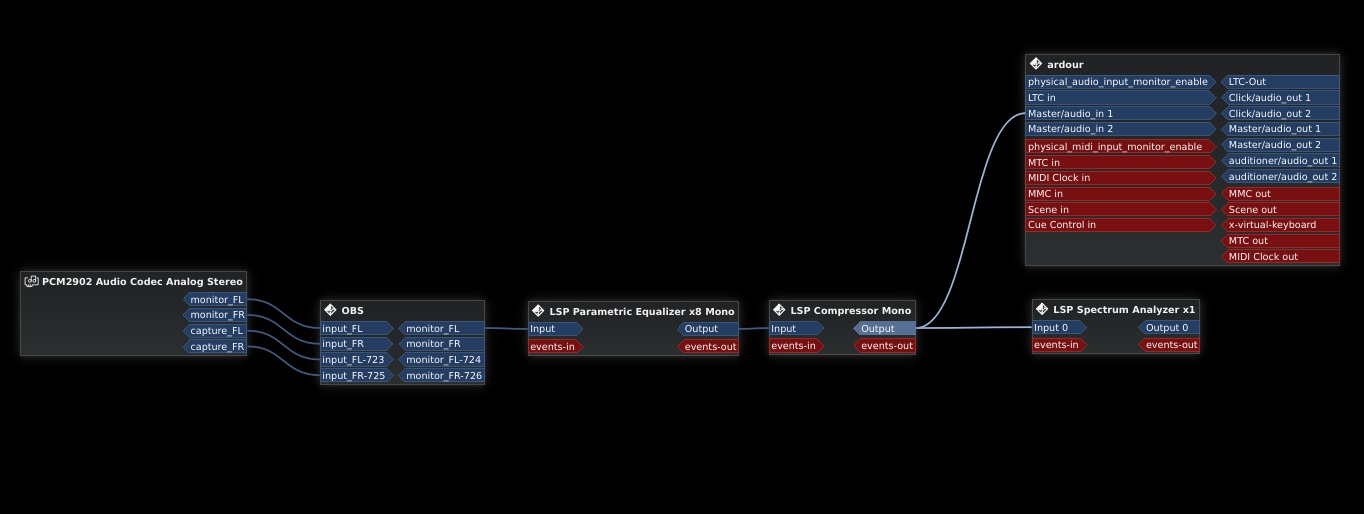 ardour
physical_audio_input_monitor_enable LTC-Out
LTC in Click/audio_out 1
Master/audio_in 1 Click/audio_out 2
Master/audio_in 2 Master/audio_out 1
physical_midi_input_monitor_enable Master/audio_out 2
MTC in auditioner/audio_out 1
MIDI Clock in auditioner/audio_out 2
MMC in MMC out
Scene in Scene out
Cue Control in x-virtual-keyboard
MTC out
MIDI Clock out
PCM2902 Audio Codec Analog Stereo
monitor_FL
monitor_FR
capture_FL
capture_FR
OBS
input_FL monitor_FL
input_FR monitor_FR
input_FL-723 monitor_FL-724
input_FR-725 monitor_FR-726
LSP Parametric Equalizer x8 Mono
Input Output
events-in events-out
LSP Compressor Mono
Input Output
events-in events-out
LSP Spectrum Analyzer x1
Input 0 Output 0
events-in events-out